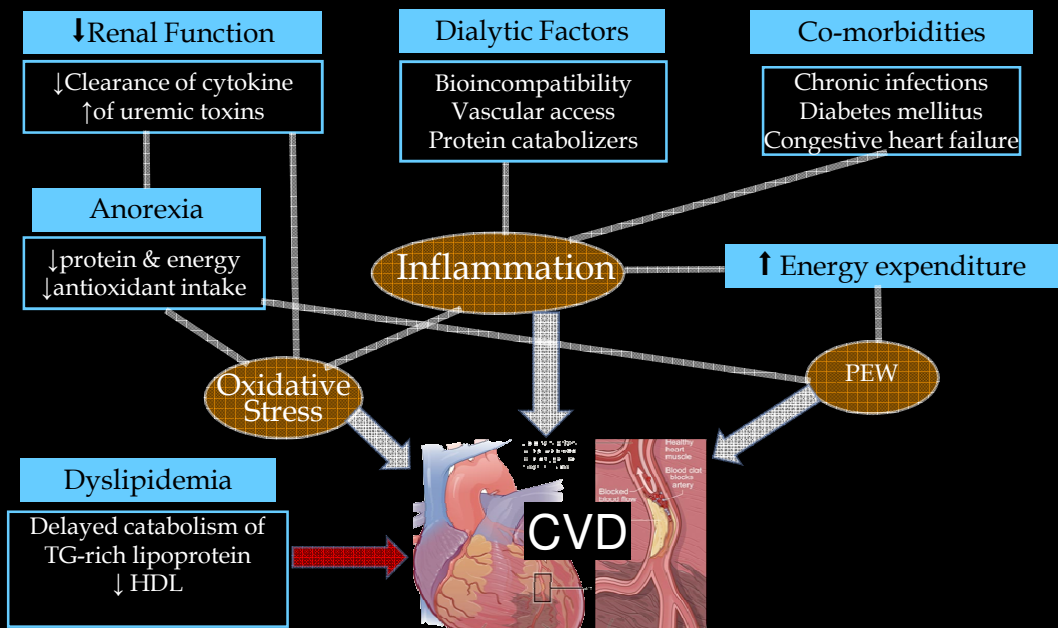 ⬇Renal Function
↓Clearance of cytokine
↑of uremic toxins
Dialytic Factors
Bioincompatibility
Vascular access
Protein catabolizers
Co-morbidities
Chronic infections
Diabetes mellitus
Congestive heart failure
Anorexia
↓protein & energy
↓antioxidant intake
Inflammation
⬆ Energy expenditure
Oxidative
Stress
PEW
Dyslipidemia
Delayed catabolism of
TG-rich lipoprotein
↓ HDL
CVD
Healthy
heart
muscle
Blood clot
blocks
artery
Blocked
blood flow